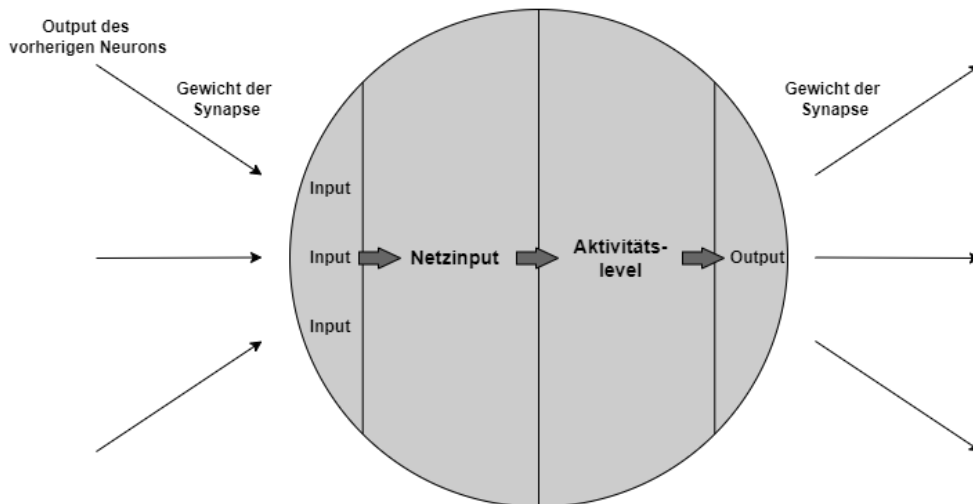 Output des
vorherigen Neurons
Gewicht der
Synapse
Gewicht der
Synapse
Input
Input
Input
Netzinput
Aktivitäts-
level
Output